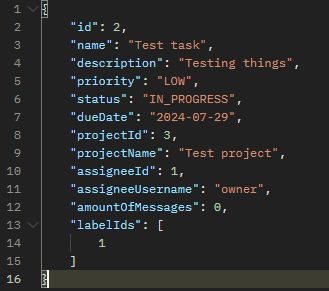 1 {
2 "id": 2,
3 "name": "Test task",
4 "description": "Testing things",
5 "priority": "LOW",
6 "status": "IN_PROGRESS",
7 "dueDate": "2024-07-29",
8 "projectId": 3,
9 "projectName": "Test project",
10 "assigneeId": 1,
11 "assigneeUsername": "owner",
12 "amountOfMessages": 0,
13 "labelIds": [
14 1
15 ]
16 }